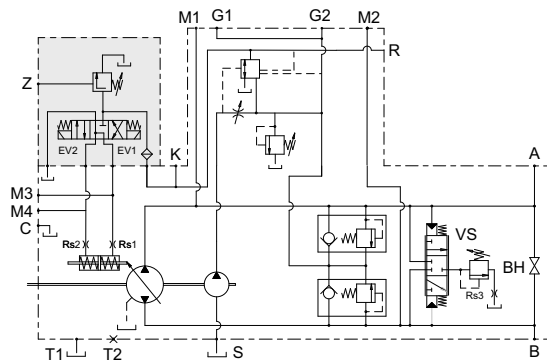 M1 G1 G2 M2
R
Z
EV2 EV1
K
A
M3
M4
C
Rs2 Rs1
VS
BH
Rs3
T1 T2 S B